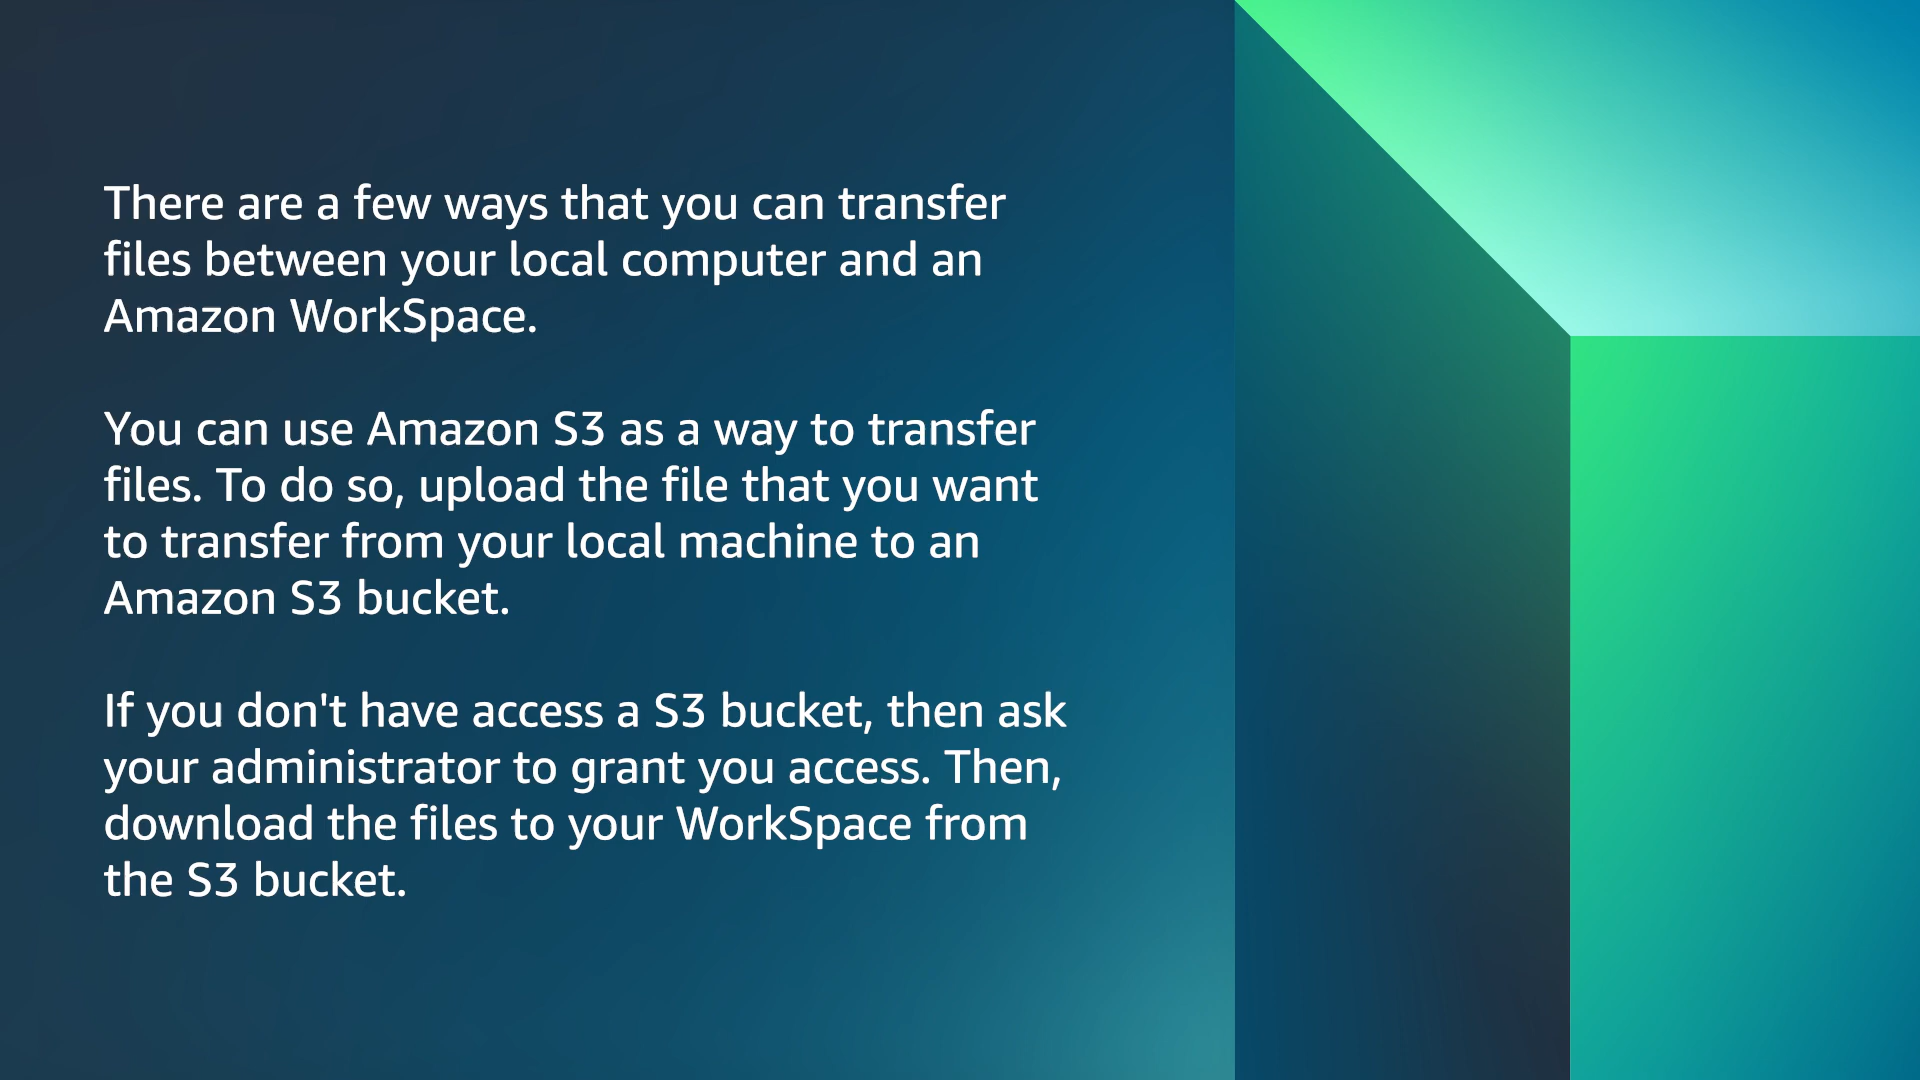 There are a few ways that you can transfer
files between your local computer and an
Amazon WorkSpace.
You can use Amazon S3 as a way to transfer
files. To do so, upload the file that you want
to transfer from your local machine to an
Amazon S3 bucket.
If you don't have access a S3 bucket, then ask
your administrator to grant you access. Then,
download the files to your WorkSpace from
the S3 bucket.